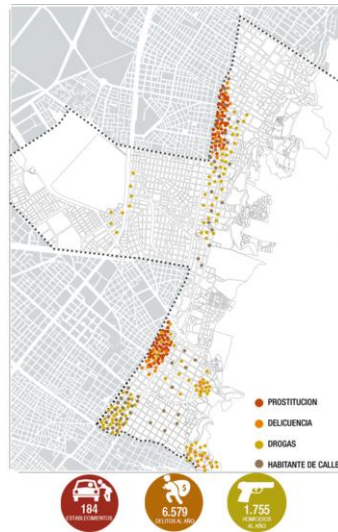 PROSTITUCION
DELICUENCIA
DROGAS
HABITANTE DE CALLE
184
ESTABLECIMIENTOS
6.579
DELITOS AL AÑO
1.755
HOMICIDIOS
AL AÑO